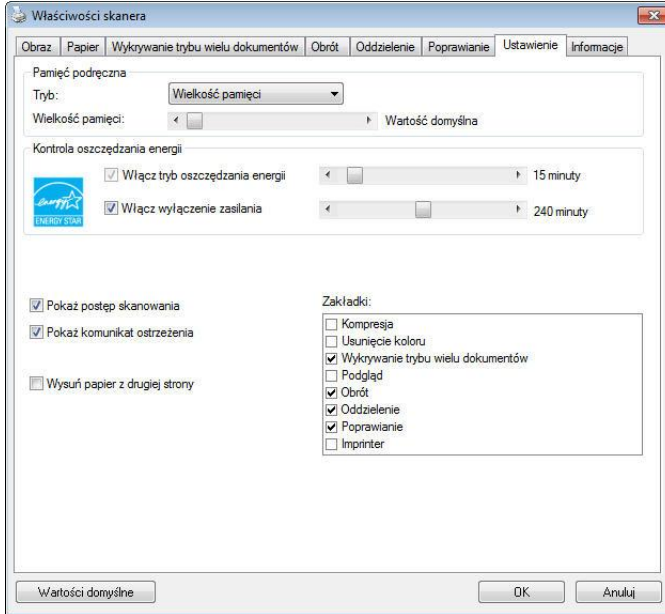 Właściwości skanera
Obraz Papier Wykrywanie trybu wielu dokumentów Obrót Oddzielenie Poprawianie Ustawienie Informacje
Pamięć podręczna
Tryb: Wielkość pamięci
Wielkość pamięci: Wartość domyślna
Kontrola oszczędzania energii
Włącz tryb oszczędzania energii 15 minuty
energy
ENERGY STAR
Włącz wyłączenie zasilania 240 minuty
Pokaż postęp skanowania
Pokaż komunikat ostrzeżenia
Wysuń papier z drugiej strony
Zakładki:
Kompresja
Usunięcie koloru
Wykrywanie trybu wielu dokumentów
Podgląd
Obrót
Oddzielenie
Poprawianie
Imprinter
Wartości domyślne OK Anuluj